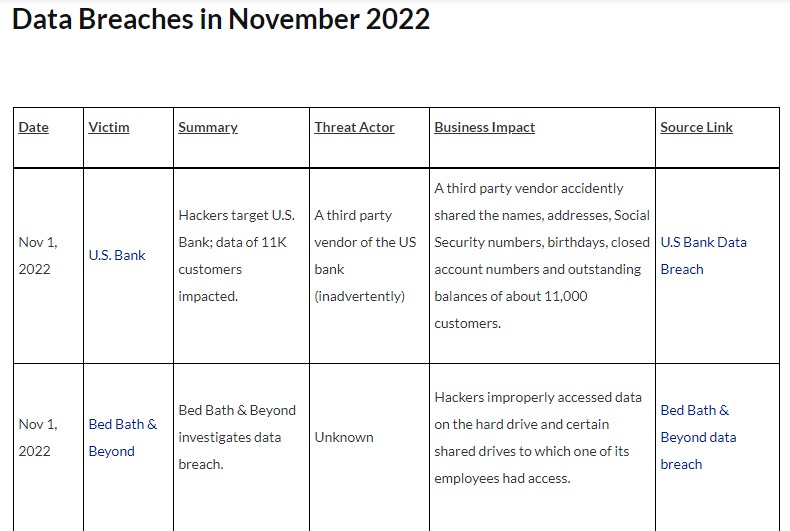 Data Breaches in November 2022
Date
Victim
Summary
Threat Actor
Business Impact
Source Link
Nov 1,
2022
U.S. Bank
Hackers target U.S.
Bank; data of 11K
customers
impacted.
A third party
vendor of the US
bank
(inadvertently)
A third party vendor accidently
shared the names, addresses, Social
Security numbers, birthdays, closed
account numbers and outstanding
balances of about 11,000
customers.
U.S Bank Data
Breach
Nov 1,
2022
Bed Bath &
Beyond
Bed Bath & Beyond
investigates data
breach.
Unknown
Hackers improperly accessed data
on the hard drive and certain
shared drives to which one of its
employees had access.
Bed Bath &
Beyond data
breach